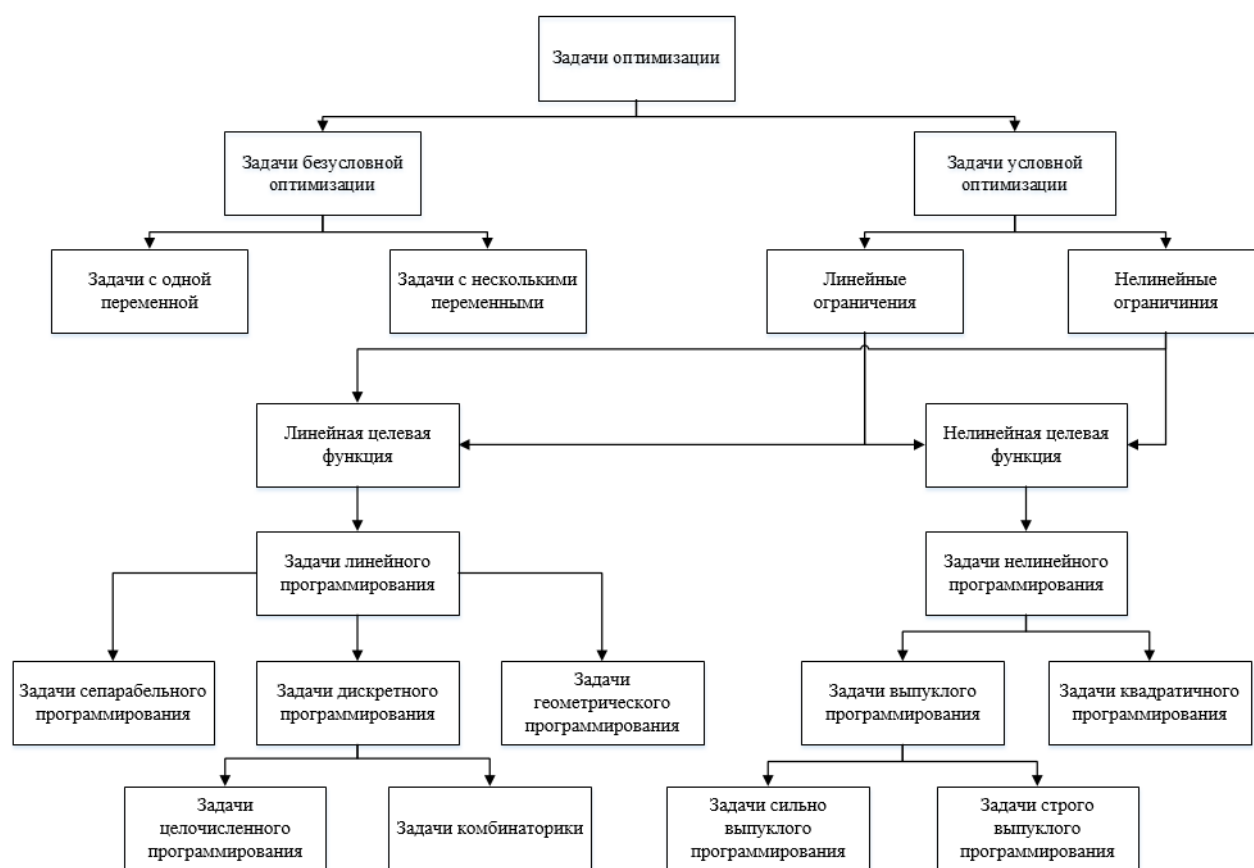 Задачи оптимизации
Задачи безусловной
оптимизации
Задачи условной
оптимизации
Задачи с одной
переменной
Задачи с несколькими
переменными
Линейные
ограничения
Нелинейные
ограничиния
Линейная целевая
функция
Нелинейная целевая
функция
Задачи линейного
программирования
Задачи нелинейного
программирования
Задачи сепарабельного
программирования
Задачи дискретного
программирования
Задачи
геометрического
программирования
Задачи выпуклого
программирования
Задачи квадратичного
программирования
Задачи
целочисленного
программирования
Задачи комбинаторики
Задачи сильно
выпуклого
программирования
Задачи строго
выпуклого
программирования